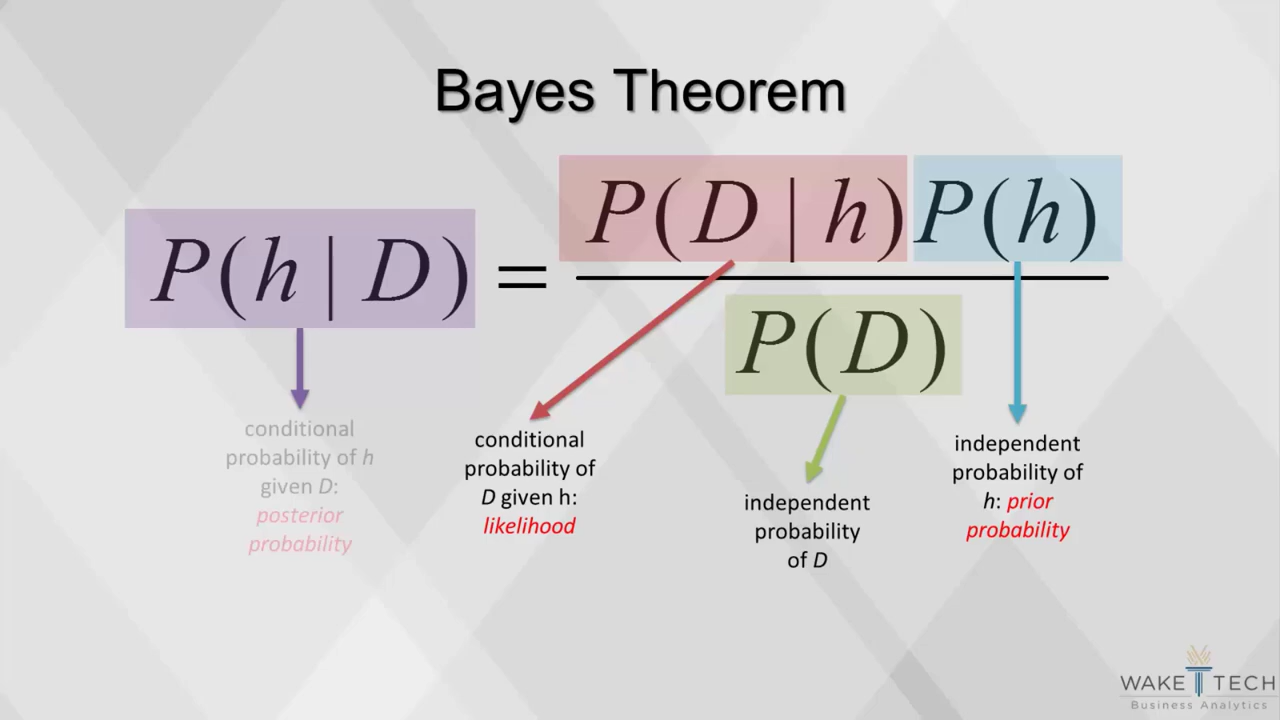 Bayes Theorem
P(h | D) = P(D | h) P(h)
P(D)
conditional
probability of h
given D:
posterior
probability
conditional
probability of
D given h:
likelihood
independent
probability
of D
independent
probability of
h: prior
probability
WAKE TECH
Business Analytics